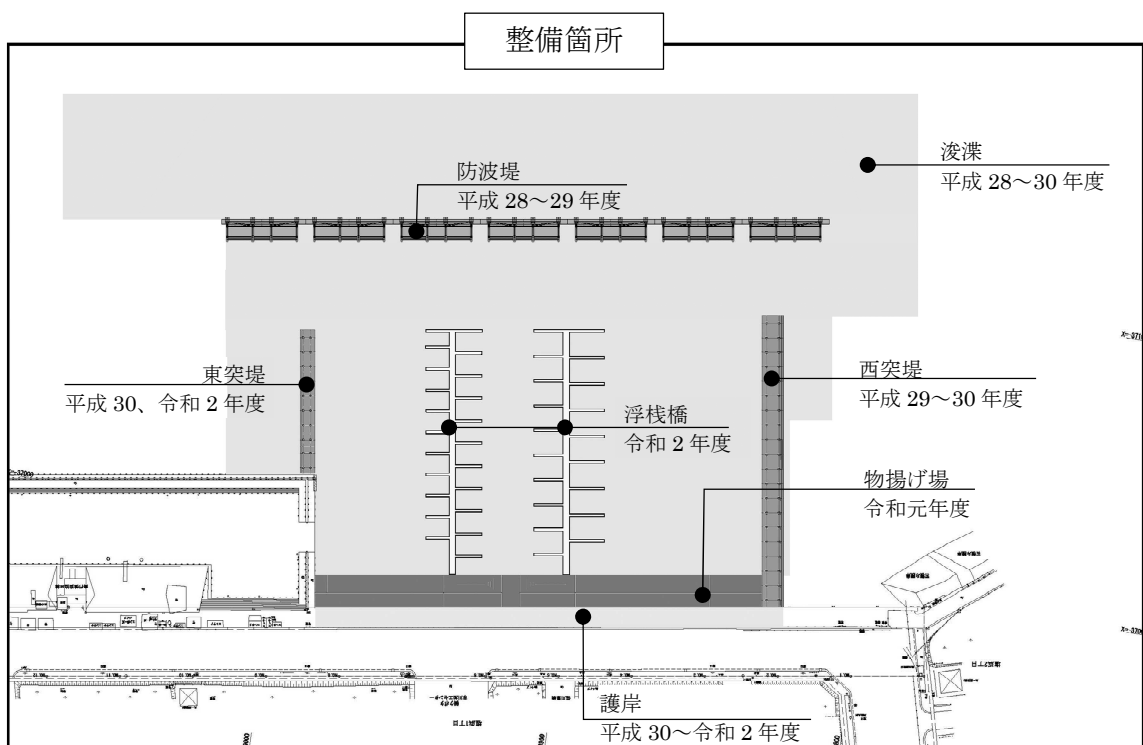 整備箇所
浚渫
平成 28～30 年度
防波堤
平成 28～29 年度
東突堤
平成 30、令和 2 年度
西突堤
平成 29～30 年度
浮桟橋
令和 2 年度
物揚げ場
令和元年度
護岸
平成 30～令和 2 年度